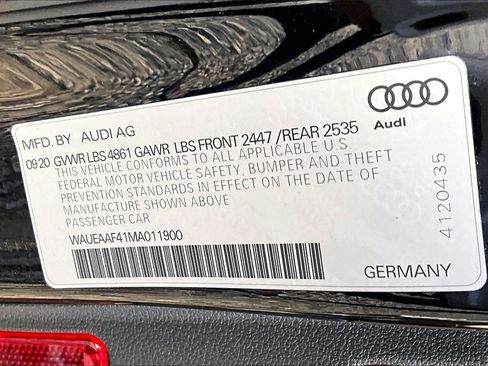 MFD. BY AUDI AG
09 20 GVWR LBS 4861 GAWR LBS FRONT 2447 /REAR 2535
THIS VEHICLE CONFORMS TO ALL APPLICABLE U.S.
FEDERAL MOTOR VEHICLE SAFETY, BUMPER AND THEFT
PREVENTION STANDARDS IN EFFECT ON THE DATE OF
MANUFACTURE SHOWN ABOVE
PASSENGER CAR
WAUEAAF41MA011900
Audi
4120435
GERMANY